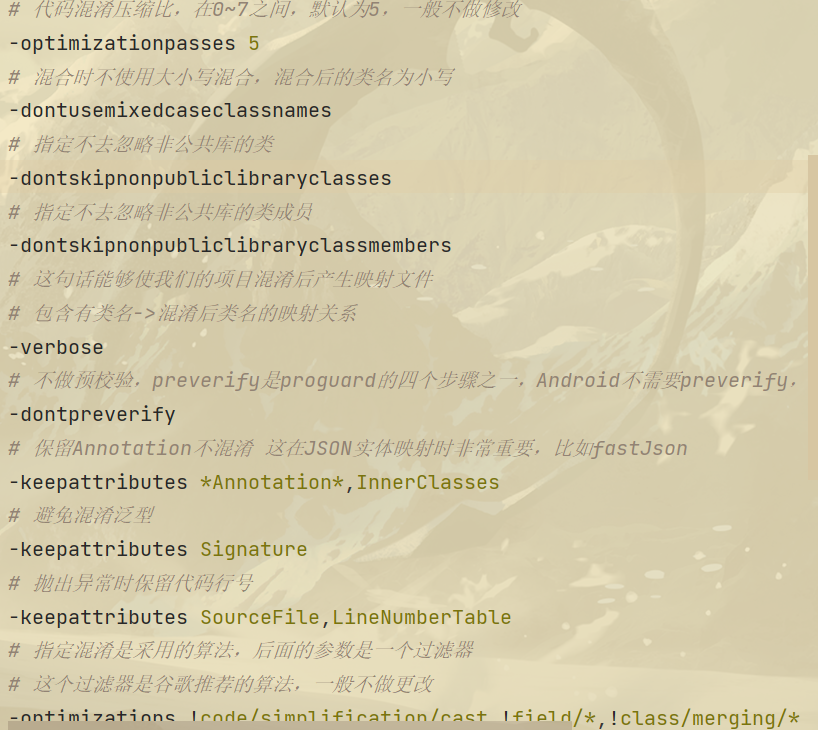 # 代码混淆压缩比，在0~7之间，默认为5，一般不做修改
-optimizationpasses 5
# 混合时不使用大小写混合，混合后的类名为小写
-dontusemixedcaseclassnames
# 指定不去忽略非公共库的类
-dontskipnonpubliclibraryclasses
# 指定不去忽略非公共库的类成员
-dontskipnonpubliclibraryclassmembers
# 这句话能够使我们的项目混淆后产生映射文件
# 包含有类名->混淆后类名的映射关系
-verbose
# 不做预校验，preverify是proguard的四个步骤之一，Android不需要preverify，
-dontpreverify
# 保留Annotation不混淆 这在JSON实体映射时非常重要，比如fastJson
-keepattributes *Annotation*,InnerClasses
# 避免混淆泛型
-keepattributes Signature
# 抛出异常时保留代码行号
-keepattributes SourceFile,LineNumberTable
# 指定混淆是采用的算法，后面的参数是一个过滤器
# 这个过滤器是谷歌推荐的算法，一般不做更改
-optimizations !code/simplification/cast,!field/*,!class/merging/*